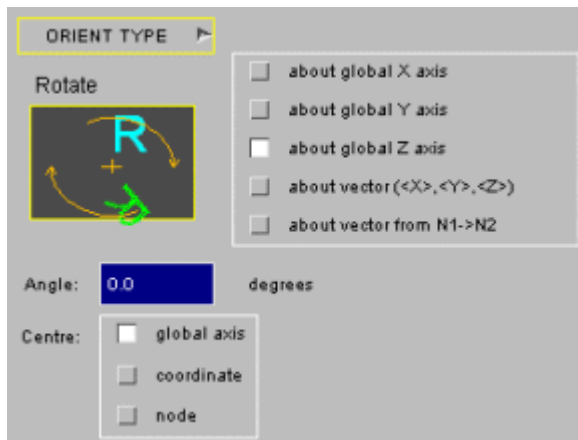 ORIENT TYPE
Rotate
R
R
about global X axis
about global Y axis
about global Z axis
about vector (<X>,<Y>,<Z>)
about vector from N1->N2
Angle: 0.0 degrees
Centre:
global axis
coordinate
node